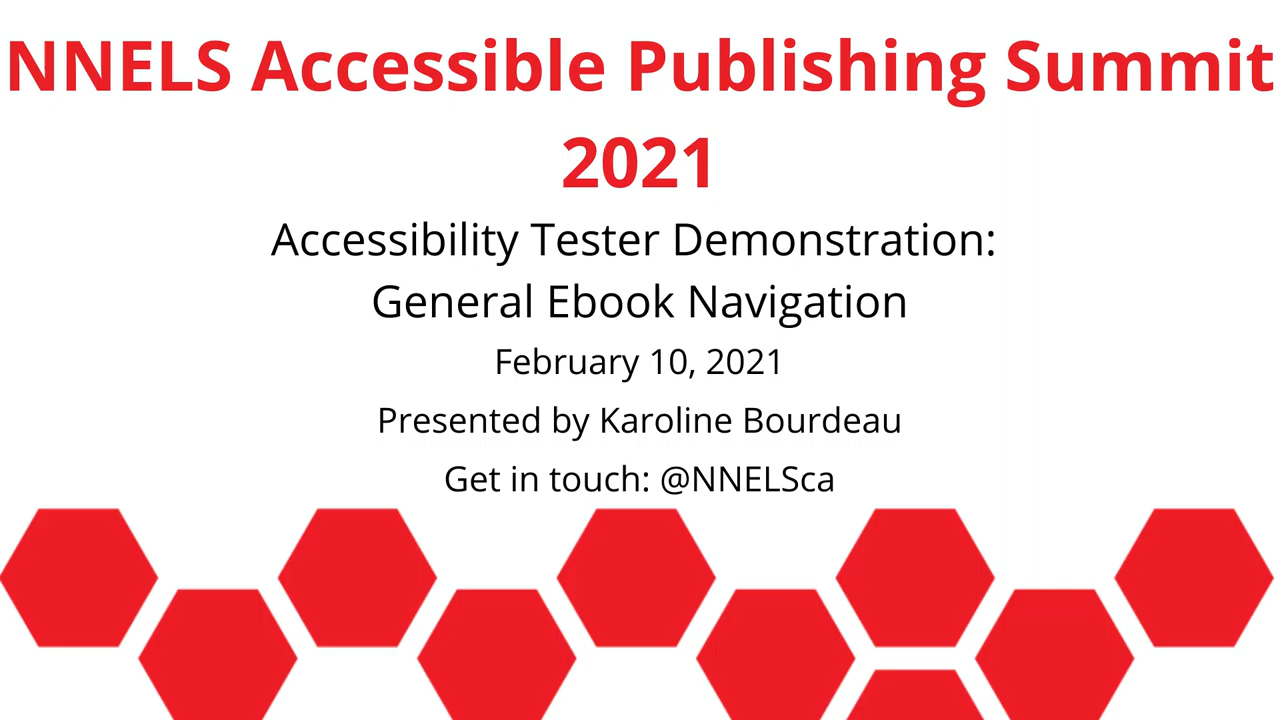 NNELS Accessible Publishing Summit
2021
Accessibility Tester Demonstration:
General Ebook Navigation
February 10, 2021
Presented by Karoline Bourdeau
Get in touch: @NNELSca